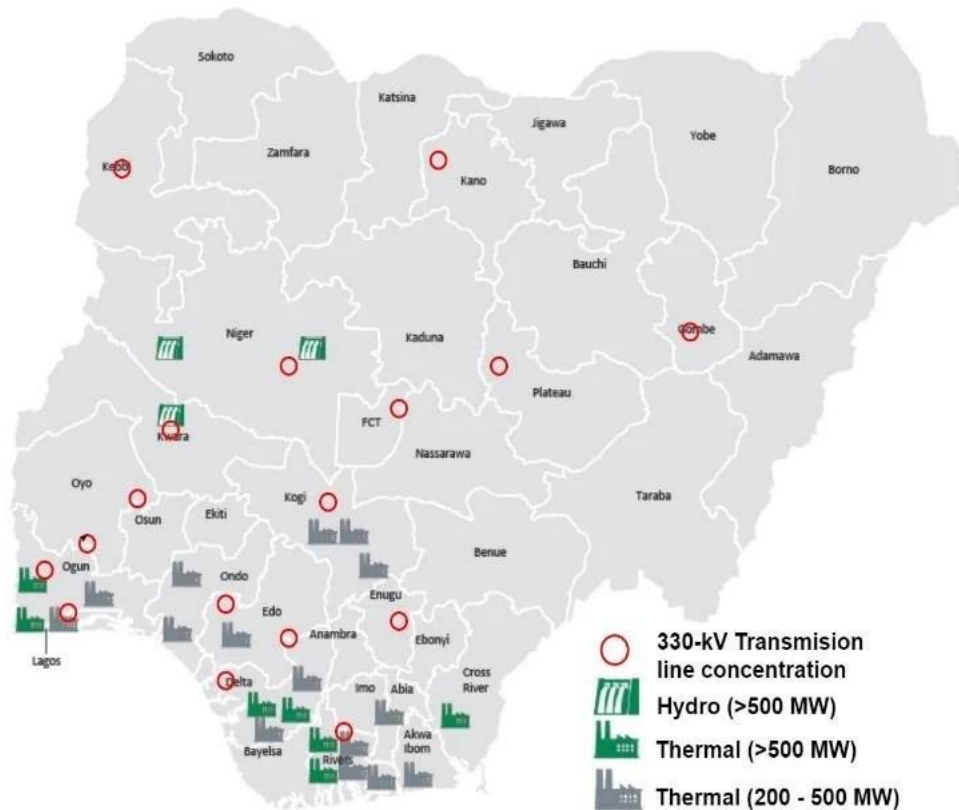 Sokoto
Katsina
Jigawa
Yobe
Kebbi
Zamfara
Kano
Borno
Bauchi
Niger
Kaduna
Gombe
Adamawa
Plateau
FCT
Kwara
Nassarawa
Oyo
Kogi
Taraba
Osun
Ekiti
Benue
Ogun
Ondo
Enugu
Edo
Anambra
Ebonyi
Lagos
Delta
Imo
Abia
Cross
River
Bayelsa
Rivers
Akwa
Ibom
330-kV Transmision
line concentration
Hydro (>500 MW)
Thermal (>500 MW)
Thermal (200 - 500 MW)